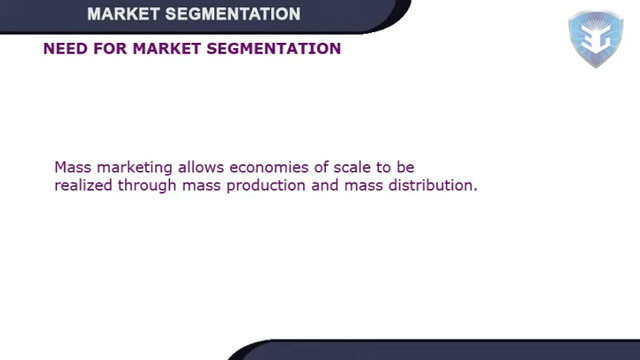 MARKET SEGMENTATION
NEED FOR MARKET SEGMENTATION
Mass marketing allows economies of scale to be
realized through mass production and mass distribution.